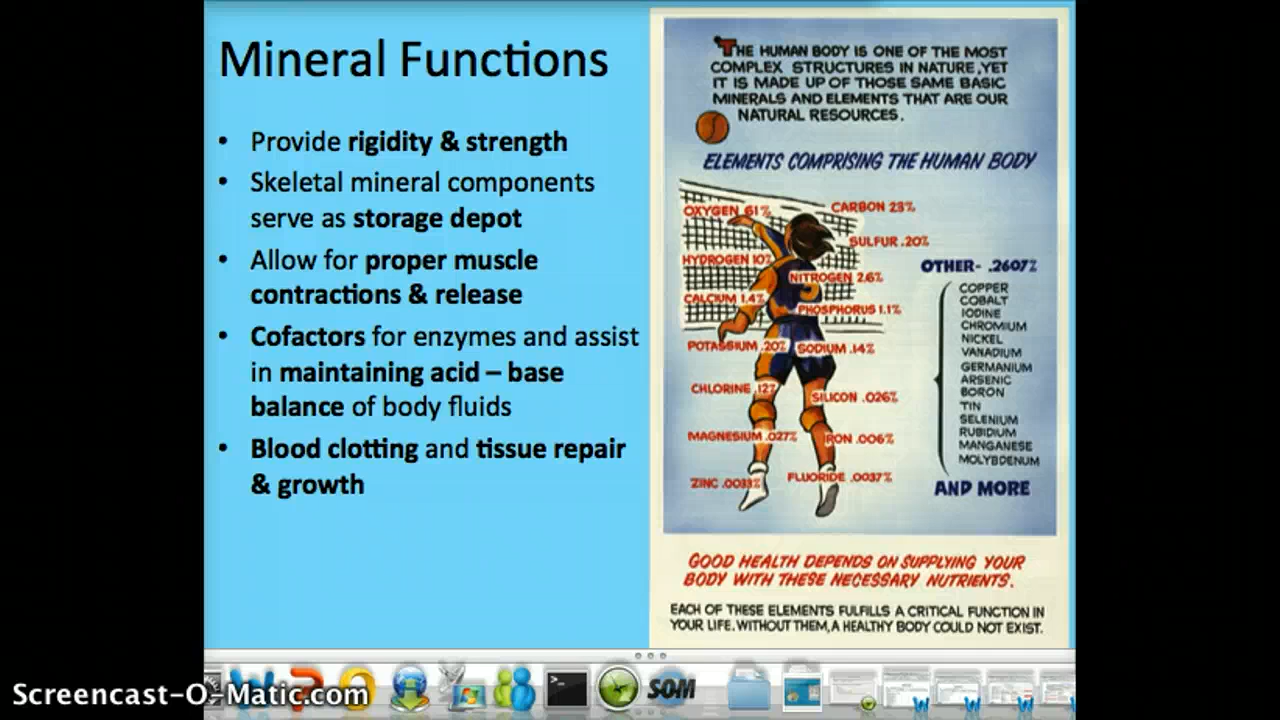 Mineral Functions
• Provide rigidity & strength
• Skeletal mineral components
serve as storage depot
• Allow for proper muscle
contractions & release
• Cofactors for enzymes and assist
in maintaining acid – base
balance of body fluids
• Blood clotting and tissue repair
& growth
THE HUMAN BODY IS ONE OF THE MOST
COMPLEX STRUCTURES IN NATURE, YET
IT IS MADE UP OF THOSE SAME BASIC
MINERALS AND ELEMENTS THAT ARE OUR
NATURAL RESOURCES.
ELEMENTS COMPRISING THE HUMAN BODY
OXYGEN 61%
CARBON 23%
SULFUR .20%
HYDROGEN 10%
NITROGEN 2.6%
CALCIUM 1.4%
PHOSPHORUS 1.1%
POTASSIUM .20%
SODIUM .14%
CHLORINE .12%
SILICON .026%
MAGNESIUM .027%
IRON .006%
ZINC .0033%
FLUORIDE .0037%
OTHER- .2607%
COPPER
COBALT
IODINE
CHROMIUM
NICKEL
VANADIUM
GERMANIUM
ARSENIC
BORON
TIN
SELENIUM
RUBIDIUM
MANGANESE
MOLYBDENUM
AND MORE
GOOD HEALTH DEPENDS ON SUPPLYING YOUR
BODY WITH THESE NECESSARY NUTRIENTS.
EACH OF THESE ELEMENTS FULFILLS A CRITICAL FUNCTION IN
YOUR LIFE. WITHOUT THEM, A HEALTHY BODY COULD NOT EXIST.
SOM
Screencast-O-Matic.com